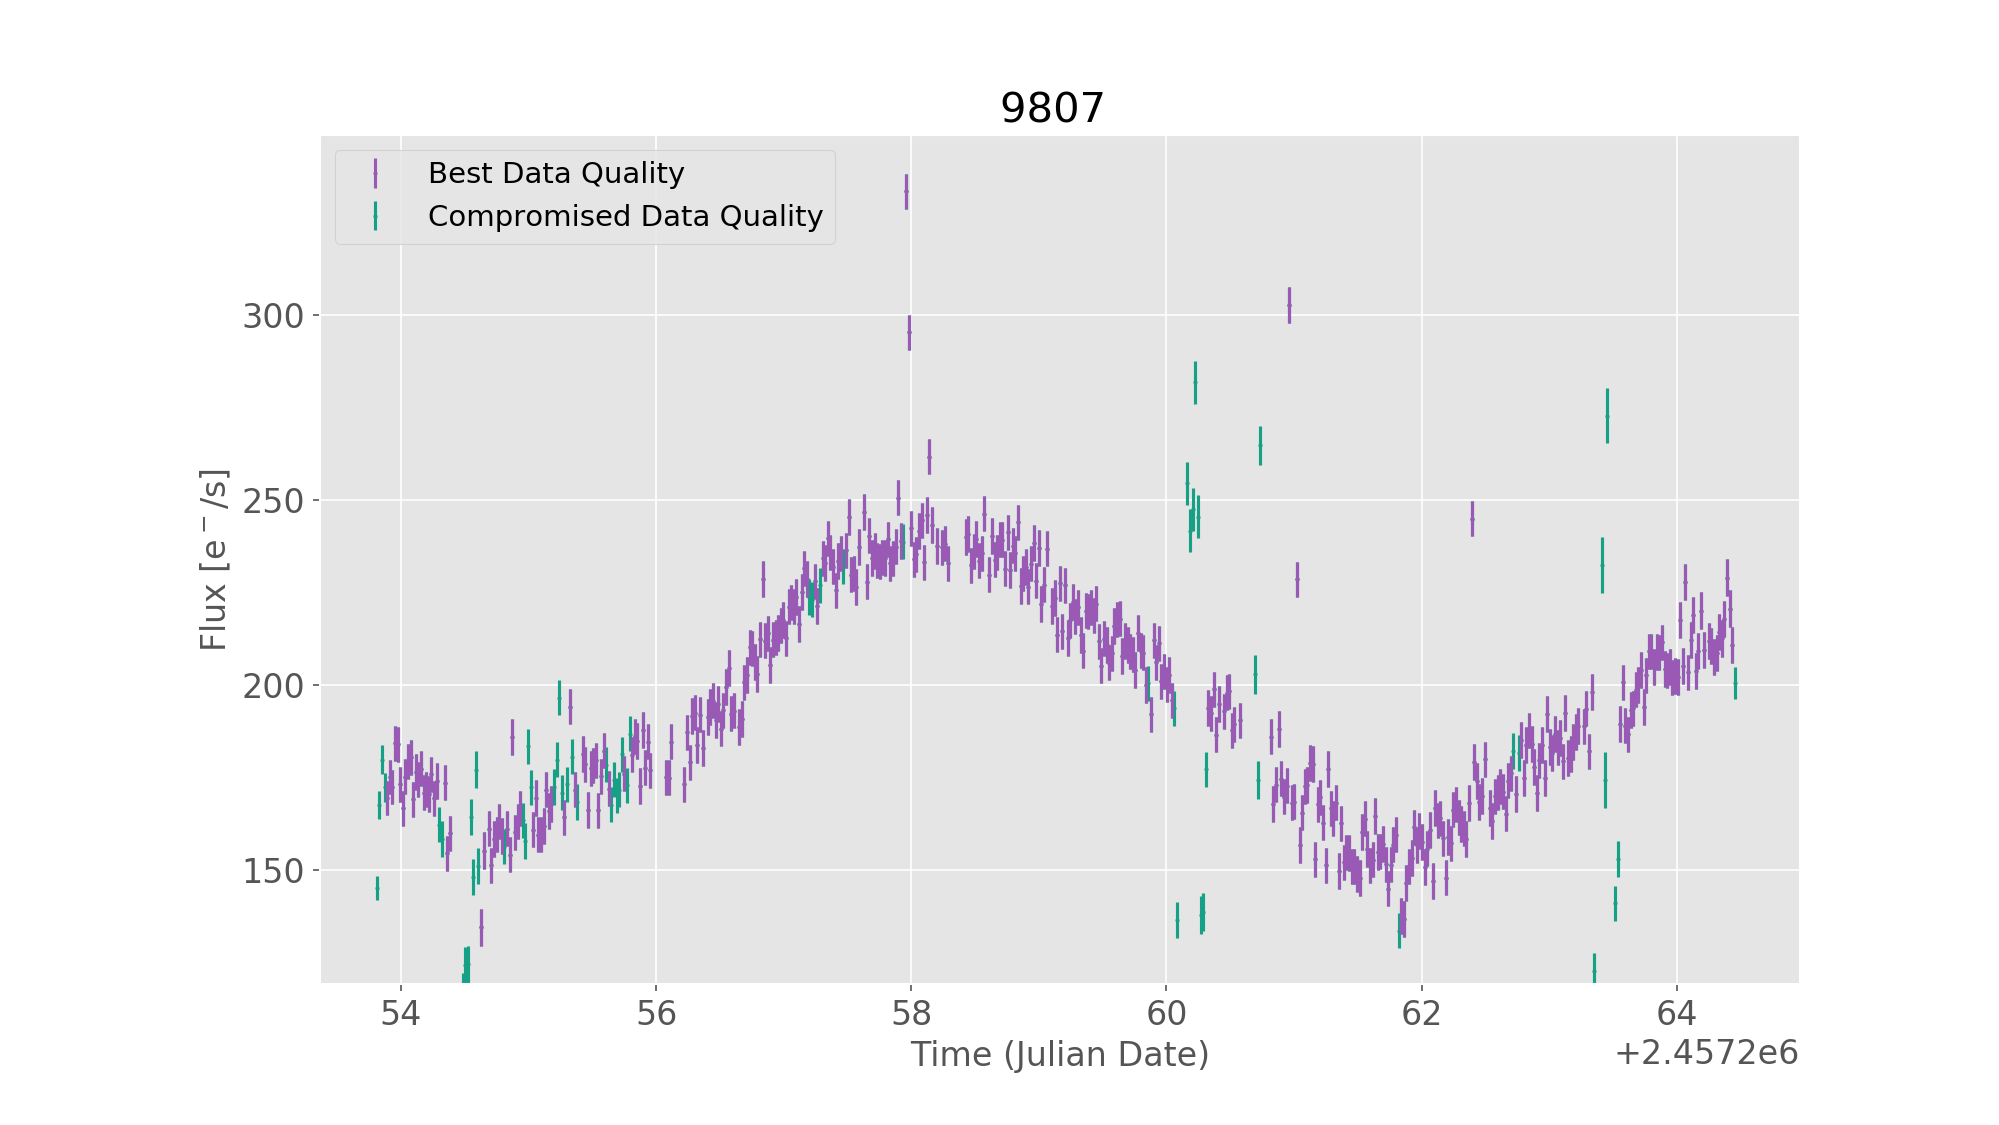 9807
Best Data Quality
Compromised Data Quality
300
250
200
150
Flux [e⁻/s]
54 56 58 60 62 64
Time (Julian Date)
+2.4572e6